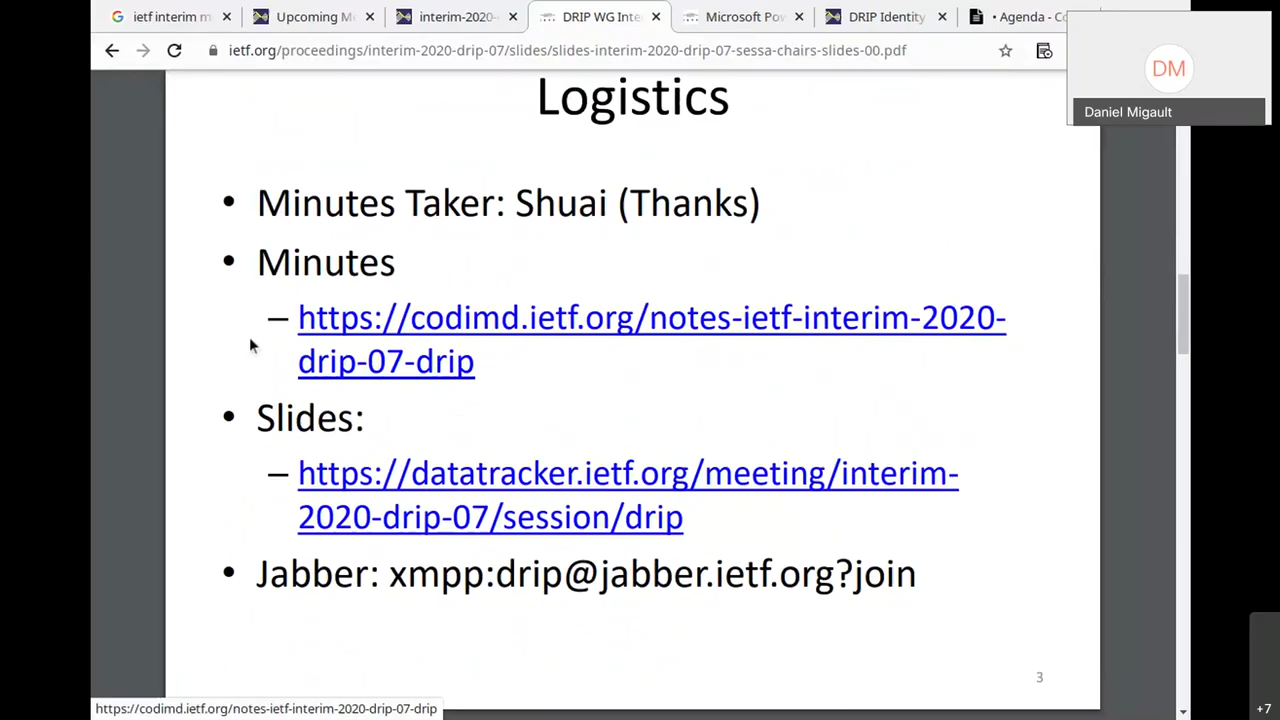 ietf interim m
Upcoming M
interim-2020-
DRIP WG Inte
Microsoft Pow
DRIP Identity
• Agenda - Co
ietf.org/proceedings/interim-2020-drip-07/slides/slides-interim-2020-drip-07-sessa-chairs-slides-00.pdf
DM
Daniel Migault
Logistics
• Minutes Taker: Shuai (Thanks)
• Minutes
– https://codimd.ietf.org/notes-ietf-interim-2020-
drip-07-drip
• Slides:
– https://datatracker.ietf.org/meeting/interim-
2020-drip-07/session/drip
• Jabber: xmpp:drip@jabber.ietf.org?join
3
https://codimd.ietf.org/notes-ietf-interim-2020-drip-07-drip
+7